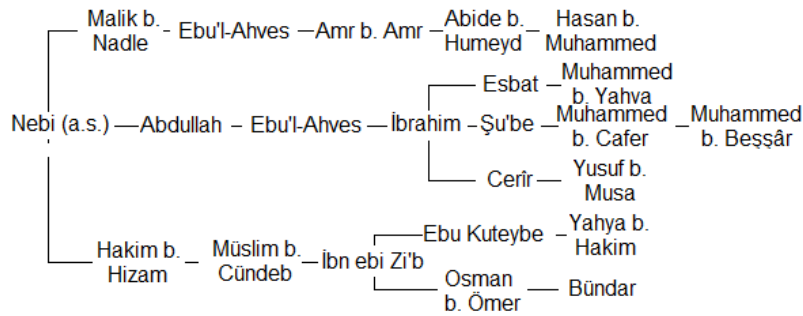 Malik b.
Nadle
Ebu'l-Ahves
Amr b. Amr
Abide b.
Humeyd
Hasan b.
Muhammed
Nebi (a.s.)
Abdullah
Ebu'l-Ahves
İbrahim
Esbat
Muhammed
b. Yahva
Şu'be
Muhammed
b. Cafer
Muhammed
b. Beşşâr
Cerîr
Yusuf b.
Musa
Hakim b.
Hizam
Müslim b.
Cündeb
İbn ebi Zi'b
Ebu Kuteybe
Yahya b.
Hakim
Osman
b. Ömer
Bündar